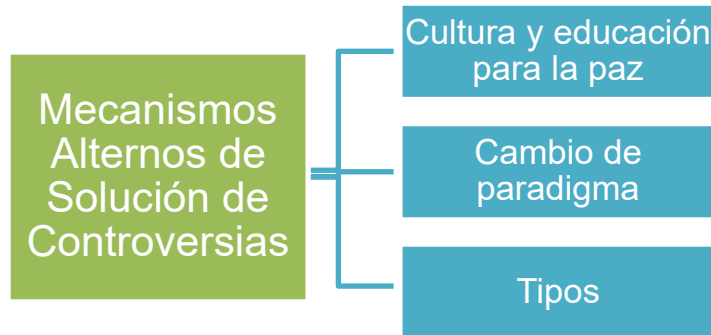 Mecanismos
Alternos de
Solución de
Controversias
Cultura y educación
para la paz
Cambio de
paradigma
Tipos